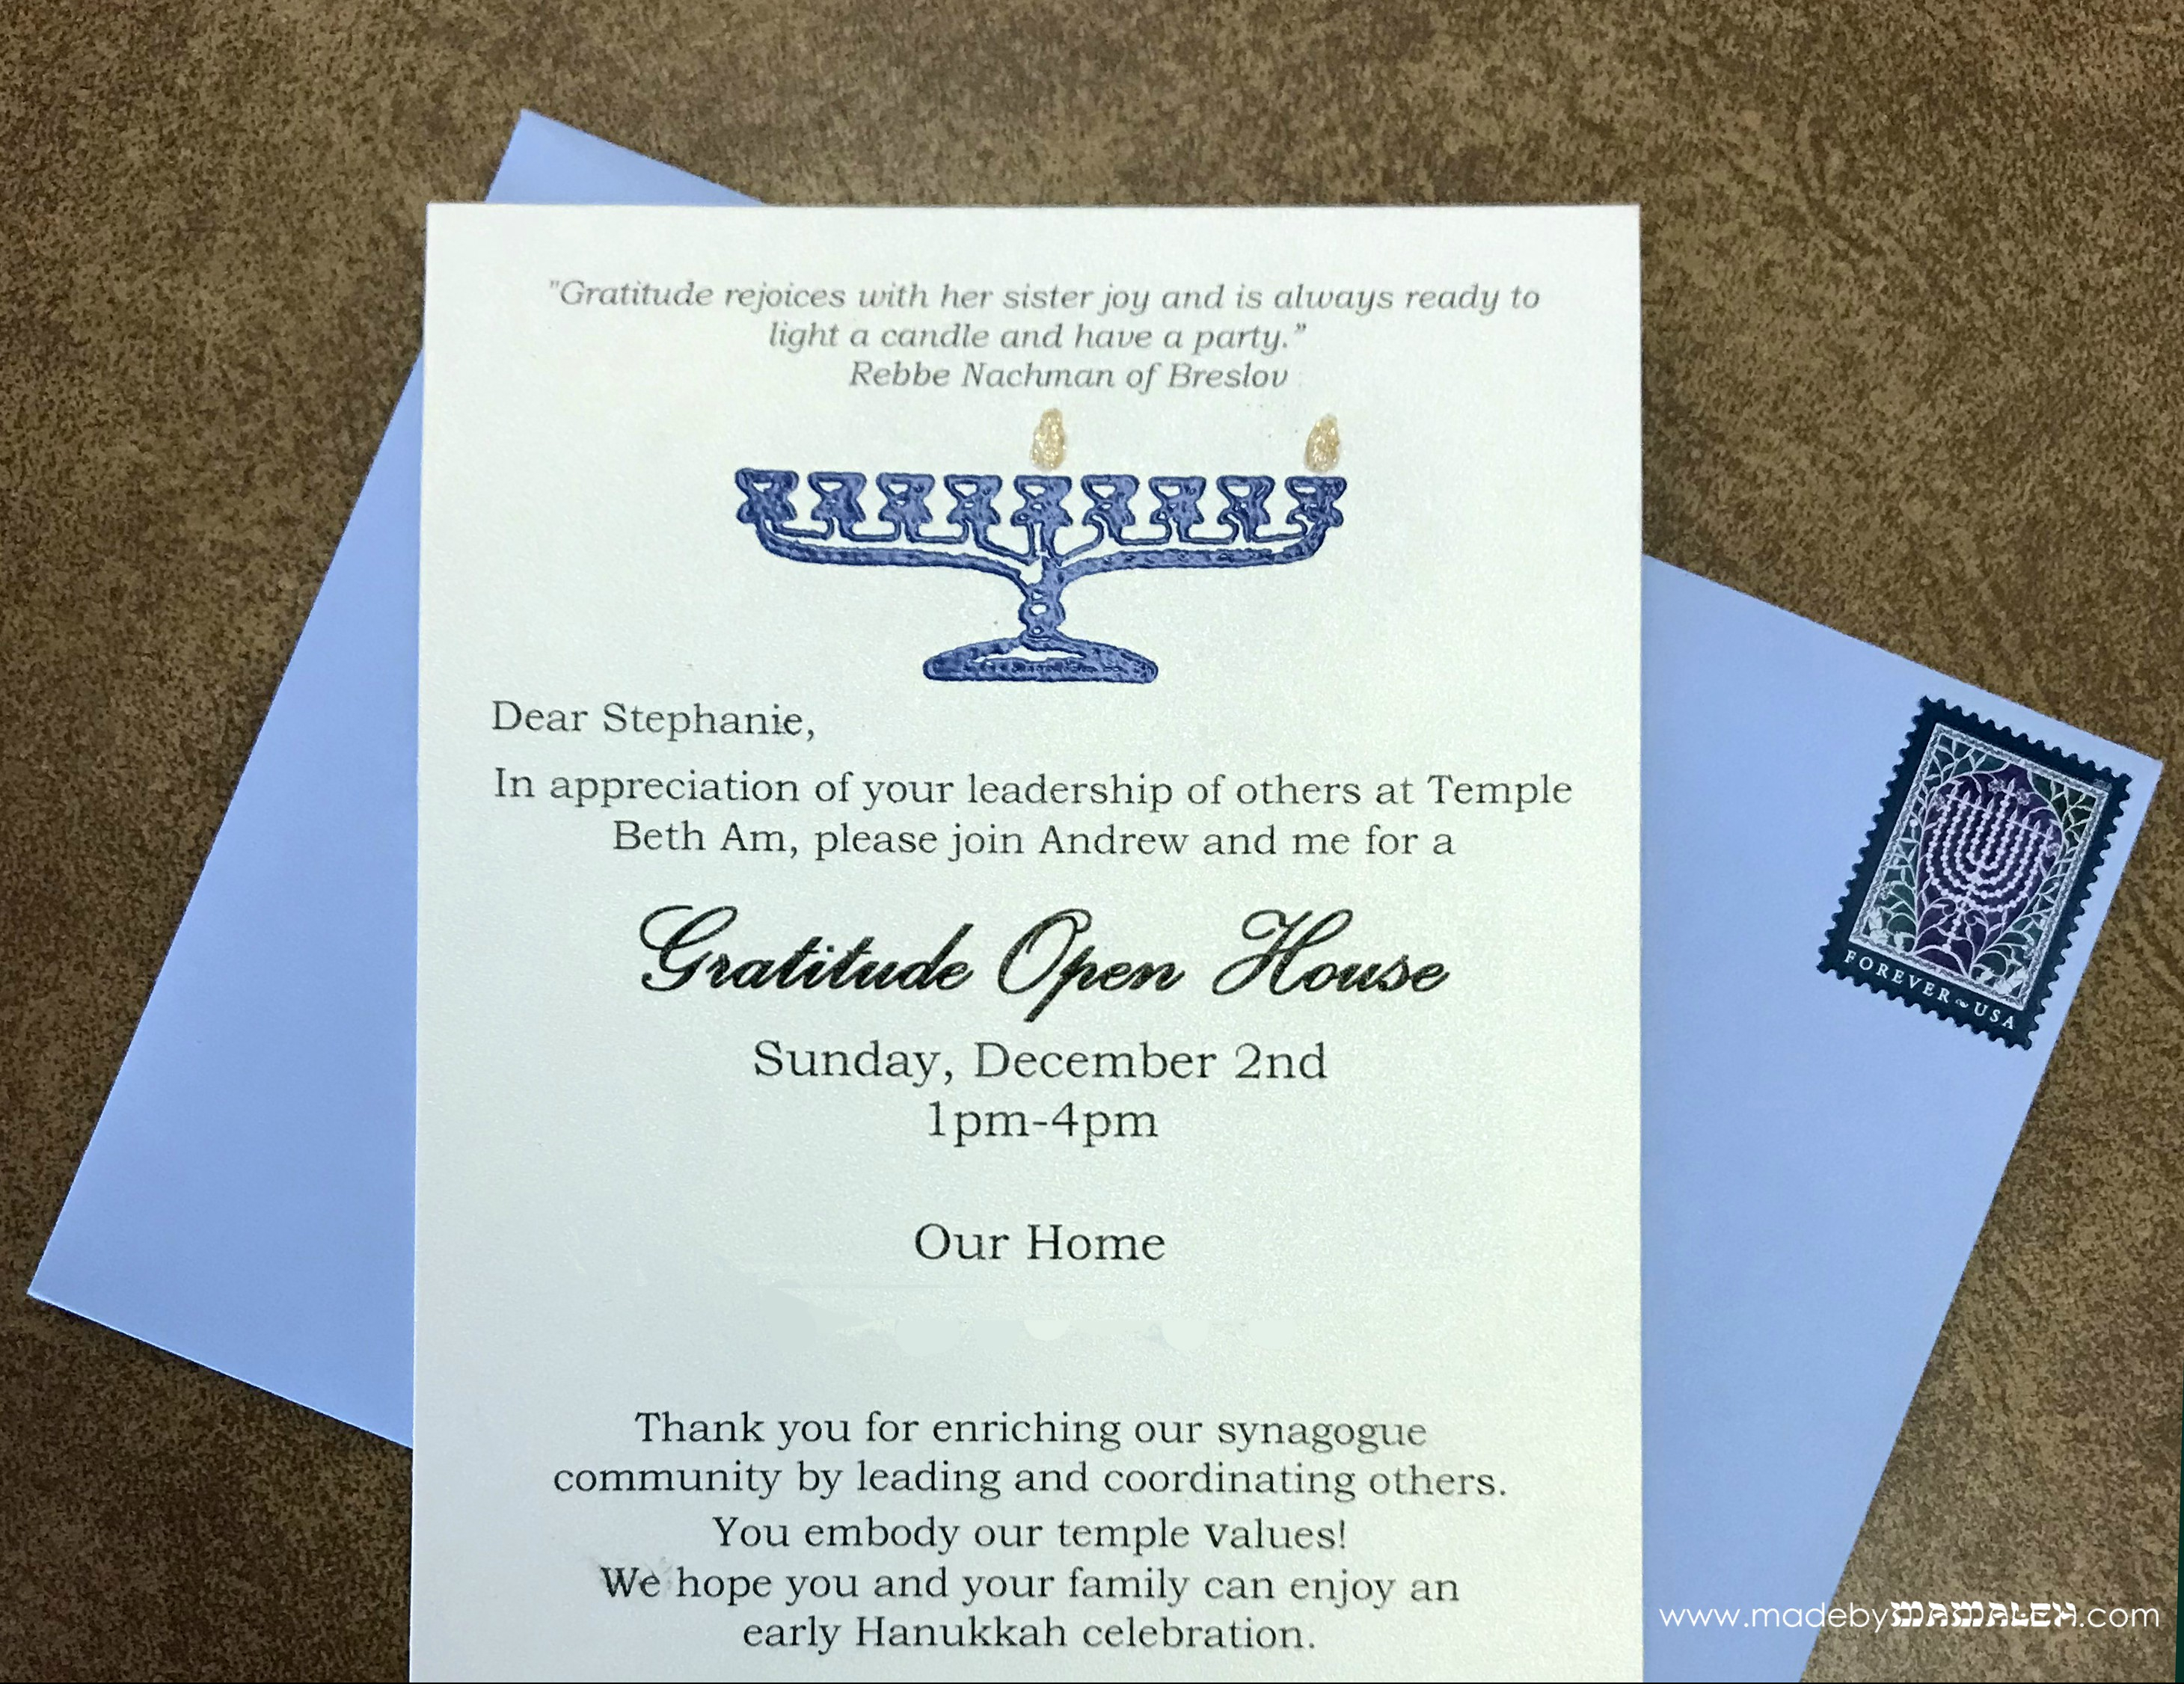 "Gratitude rejoices with her sister joy and is always ready to
light a candle and have a party.”
Rebbe Nachman of Breslov
Dear Stephanie,
In appreciation of your leadership of others at Temple
Beth Am, please join Andrew and me for a
Gratitude Open House
Sunday, December 2nd
1pm-4pm
Our Home
Thank you for enriching our synagogue
community by leading and coordinating others.
You embody our temple values!
We hope you and your family can enjoy an
early Hanukkah celebration.
FOREVER ~ USA
www.madebyMAMALEH.com